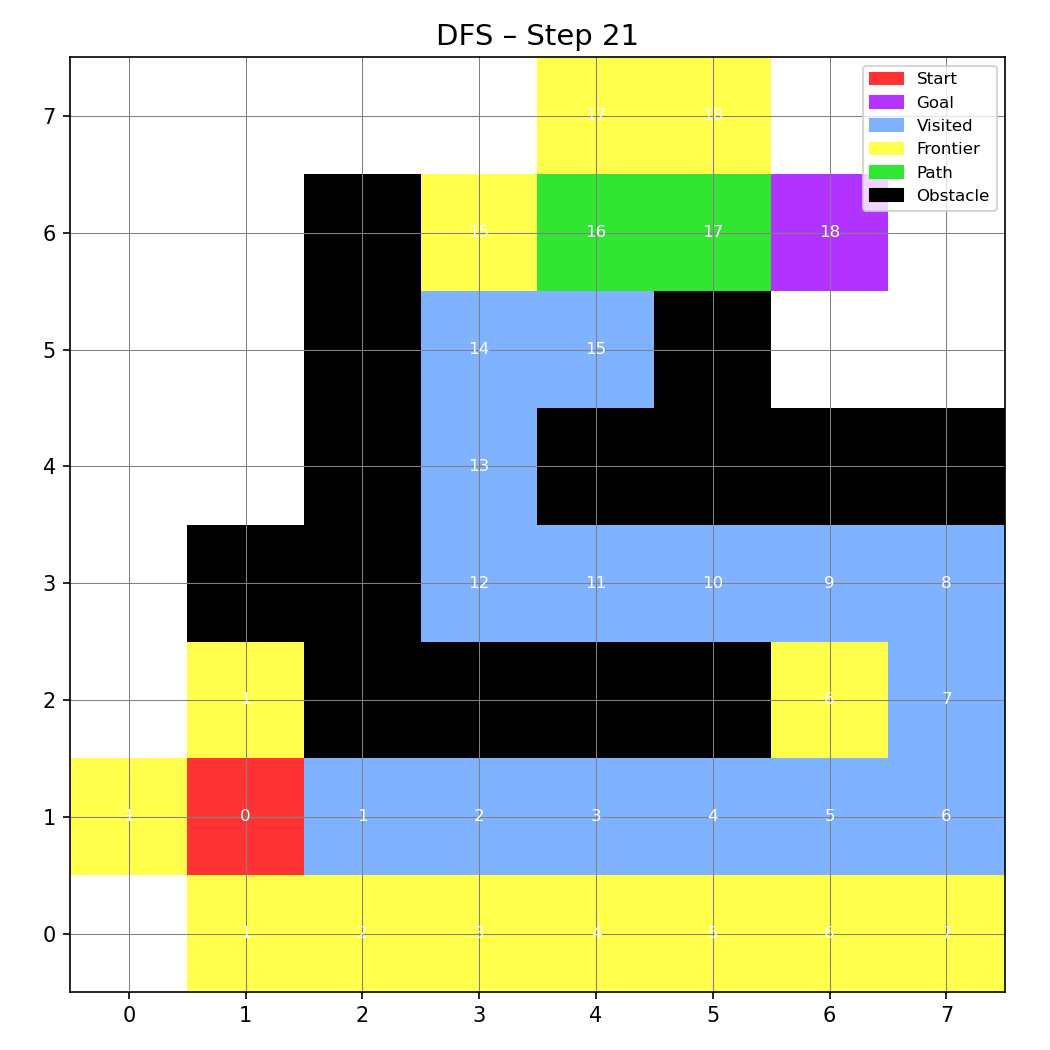 DFS – Step 21
Start
Goal
Visited
Frontier
Path
Obstacle
7 17 18
6 15 16 17 18
5 14 15
4 13
3 12 11 10 9 8
2 1 6 7
1 1 0 1 2 3 4 5 6
0 1 2 3 4 5 6 7
0 1 2 3 4 5 6 7